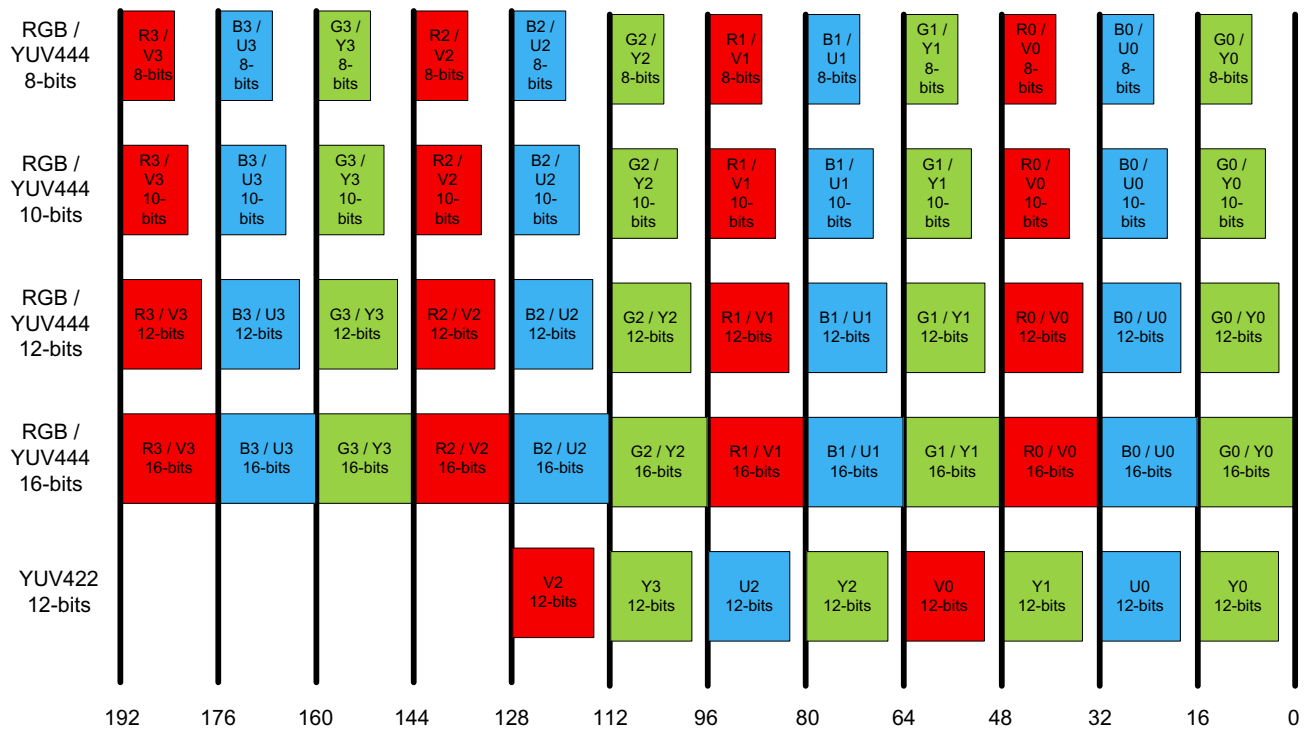 RGB /
YUV444
8-bits
R3 /
V3
8-bits
B3 /
U3
8-
bits
G3 /
Y3
8-
bits
R2 /
V2
8-bits
B2 /
U2
8-
bits
G2 /
Y2
8-bits
R1 /
V1
8-bits
B1 /
U1
8-bits
G1 /
Y1
8-
bits
R0 /
V0
8-
bits
B0 /
U0
8-
bits
G0 /
Y0
8-bits
RGB /
YUV444
10-bits
R3 /
V3
10-
bits
B3 /
U3
10-
bits
G3 /
Y3
10-
bits
R2 /
V2
10-
bits
B2 /
U2
10-
bits
G2 /
Y2
10-
bits
R1 /
V1
10-
bits
B1 /
U1
10-
bits
G1 /
Y1
10-
bits
R0 /
V0
10-
bits
B0 /
U0
10-
bits
G0 /
Y0
10-
bits
RGB /
YUV444
12-bits
R3 / V3
12-bits
B3 / U3
12-bits
G3 / Y3
12-bits
R2 / V2
12-bits
B2 / U2
12-bits
G2 / Y2
12-bits
R1 / V1
12-bits
B1 / U1
12-bits
G1 / Y1
12-bits
R0 / V0
12-bits
B0 / U0
12-bits
G0 / Y0
12-bits
RGB /
YUV444
16-bits
R3 / V3
16-bits
B3 / U3
16-bits
G3 / Y3
16-bits
R2 / V2
16-bits
B2 / U2
16-bits
G2 / Y2
16-bits
R1 / V1
16-bits
B1 / U1
16-bits
G1 / Y1
16-bits
R0 / V0
16-bits
B0 / U0
16-bits
G0 / Y0
16-bits
YUV422
12-bits
V2
12-bits
Y3
12-bits
U2
12-bits
Y2
12-bits
V0
12-bits
Y1
12-bits
U0
12-bits
Y0
12-bits
192 176 160 144 128 112 96 80 64 48 32 16 0